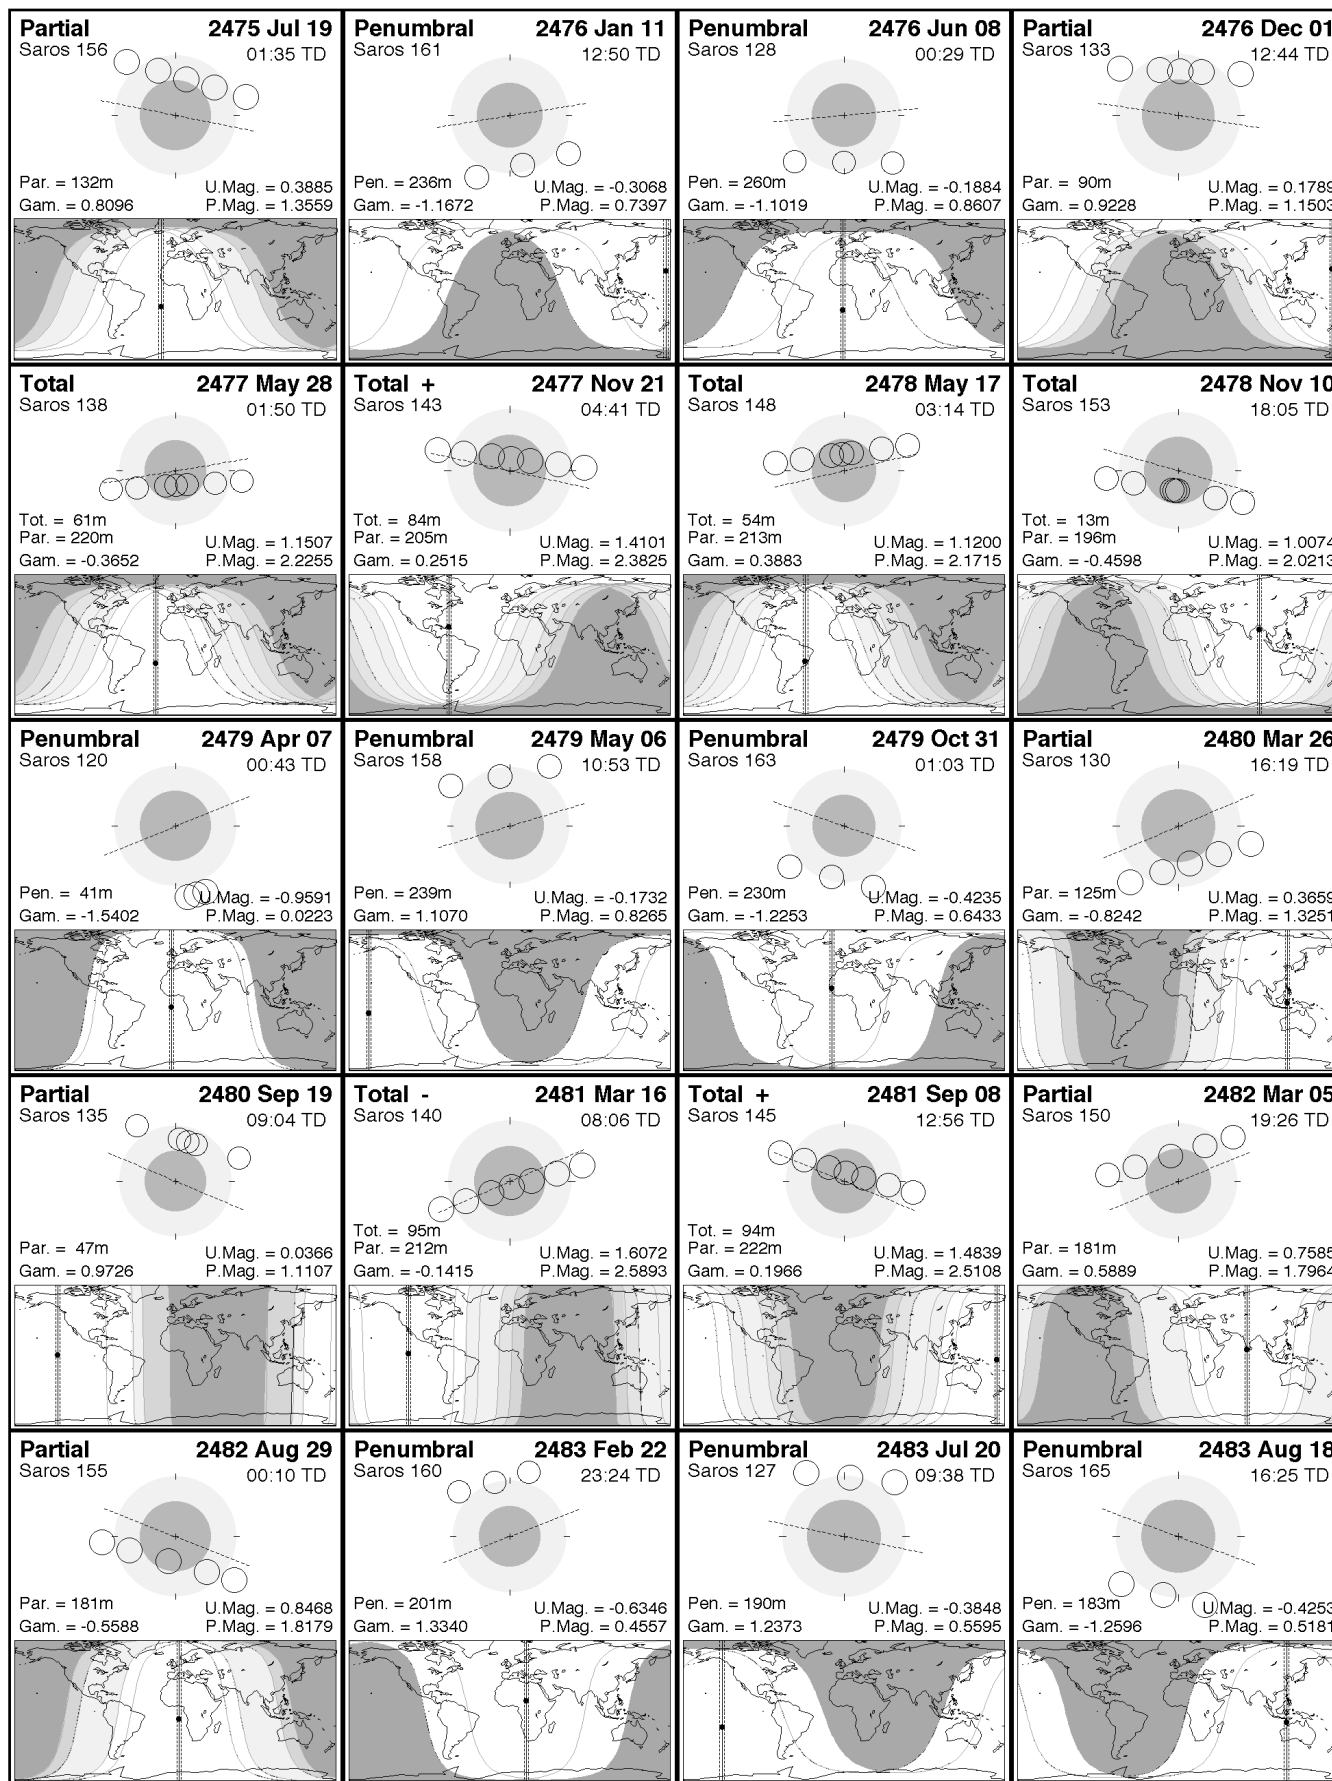 Partial 2475 Jul 19
Saros 156 01:35 TD
Par. = 132m U.Mag. = 0.3885
Gam. = 0.8096 P.Mag. = 1.3559
Penumbral 2476 Jan 11
Saros 161 12:50 TD
Pen. = 236m U.Mag. = -0.3068
Gam. = -1.1672 P.Mag. = 0.7397
Penumbral 2476 Jun 08
Saros 128 00:29 TD
Pen. = 260m U.Mag. = -0.1884
Gam. = -1.1019 P.Mag. = 0.8607
Partial 2476 Dec 01
Saros 133 12:44 TD
Par. = 90m U.Mag. = 0.1789
Gam. = 0.9228 P.Mag. = 1.1503
Total 2477 May 28
Saros 138 01:50 TD
Tot. = 61m
Par. = 220m U.Mag. = 1.1507
Gam. = -0.3652 P.Mag. = 2.2255
Total + 2477 Nov 21
Saros 143 04:41 TD
Tot. = 84m
Par. = 205m U.Mag. = 1.4101
Gam. = 0.2515 P.Mag. = 2.3825
Total 2478 May 17
Saros 148 03:14 TD
Tot. = 54m
Par. = 213m U.Mag. = 1.1200
Gam. = 0.3883 P.Mag. = 2.1715
Total 2478 Nov 10
Saros 153 18:05 TD
Tot. = 13m
Par. = 196m U.Mag. = 1.0074
Gam. = -0.4598 P.Mag. = 2.0213
Penumbral 2479 Apr 07
Saros 120 00:43 TD
Pen. = 41m U.Mag. = -0.9591
Gam. = -1.5402 P.Mag. = 0.0223
Penumbral 2479 May 06
Saros 158 10:53 TD
Pen. = 239m U.Mag. = -0.1732
Gam. = 1.1070 P.Mag. = 0.8265
Penumbral 2479 Oct 31
Saros 163 01:03 TD
Pen. = 230m U.Mag. = -0.4235
Gam. = -1.2253 P.Mag. = 0.6433
Partial 2480 Mar 26
Saros 130 16:19 TD
Par. = 125m U.Mag. = 0.3659
Gam. = -0.8242 P.Mag. = 1.3251
Partial 2480 Sep 19
Saros 135 09:04 TD
Par. = 47m U.Mag. = 0.0366
Gam. = 0.9726 P.Mag. = 1.1107
Total - 2481 Mar 16
Saros 140 08:06 TD
Tot. = 95m
Par. = 212m U.Mag. = 1.6072
Gam. = -0.1415 P.Mag. = 2.5893
Total + 2481 Sep 08
Saros 145 12:56 TD
Tot. = 94m
Par. = 222m U.Mag. = 1.4839
Gam. = 0.1966 P.Mag. = 2.5108
Partial 2482 Mar 05
Saros 150 19:26 TD
Par. = 181m U.Mag. = 0.7585
Gam. = 0.5889 P.Mag. = 1.7964
Partial 2482 Aug 29
Saros 155 00:10 TD
Par. = 181m U.Mag. = 0.8468
Gam. = -0.5588 P.Mag. = 1.8179
Penumbral 2483 Feb 22
Saros 160 23:24 TD
Pen. = 201m U.Mag. = -0.6346
Gam. = 1.3340 P.Mag. = 0.4557
Penumbral 2483 Jul 20
Saros 127 09:38 TD
Pen. = 190m U.Mag. = -0.3848
Gam. = 1.2373 P.Mag. = 0.5595
Penumbral 2483 Aug 18
Saros 165 16:25 TD
Pen. = 183m U.Mag. = -0.4253
Gam. = -1.2596 P.Mag. = 0.5181